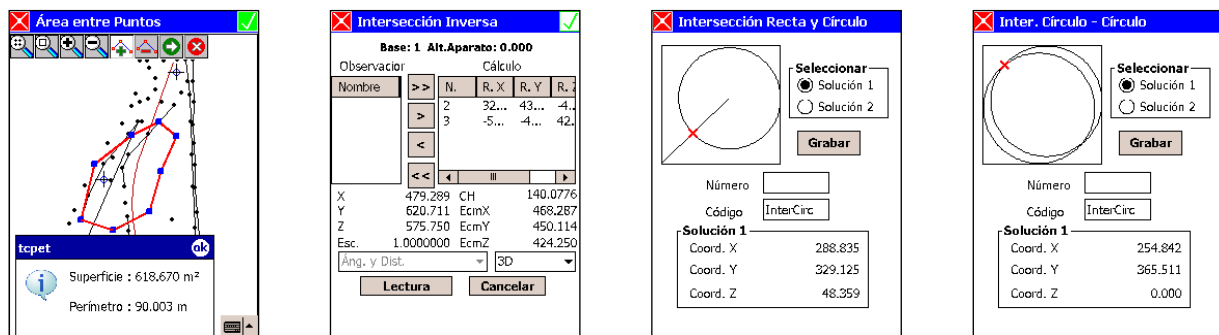 Área entre Puntos
tcpet
ok
Superficie : 618.670 m²
Perímetro : 90.003 m
Intersección Inversa
Base: 1 Alt.Aparato: 0.000
Observacior Cálculo
Nombre >> N. R. X R. Y R. Z
2 32... 43... -4..
> 3 -5... -4... 42.
<
<<
X 479.289 CH 140.0776
Y 620.711 EcmX 468.287
Z 575.750 EcmY 450.114
Esc. 1.0000000 EcmZ 424.250
Áng. y Dist. 3D
Lectura Cancelar
Intersección Recta y Círculo
Seleccionar
Solución 1
Solución 2
Grabar
Número
Código InterCirc
Solución 1
Coord. X 288.835
Coord. Y 329.125
Coord. Z 48.359
Inter. Círculo - Círculo
Seleccionar
Solución 1
Solución 2
Grabar
Número
Código InterCirc
Solución 1
Coord. X 254.842
Coord. Y 365.511
Coord. Z 0.000